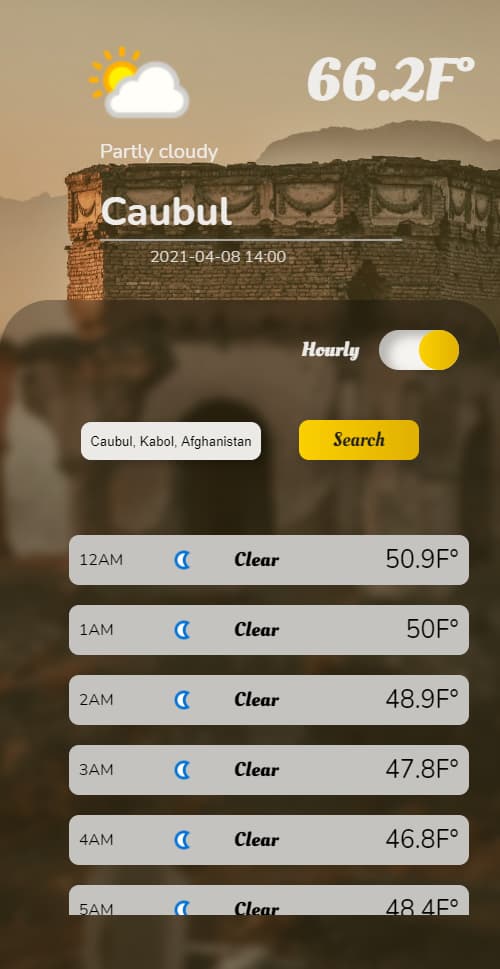 66.2F°
Partly cloudy
Caubul
2021-04-08 14:00
Hourly
Caubul, Kabol, Afghanistan
Search
12AM Clear 50.9F°
1AM Clear 50F°
2AM Clear 48.9F°
3AM Clear 47.8F°
4AM Clear 46.8F°
5AM Clear 48.4F°